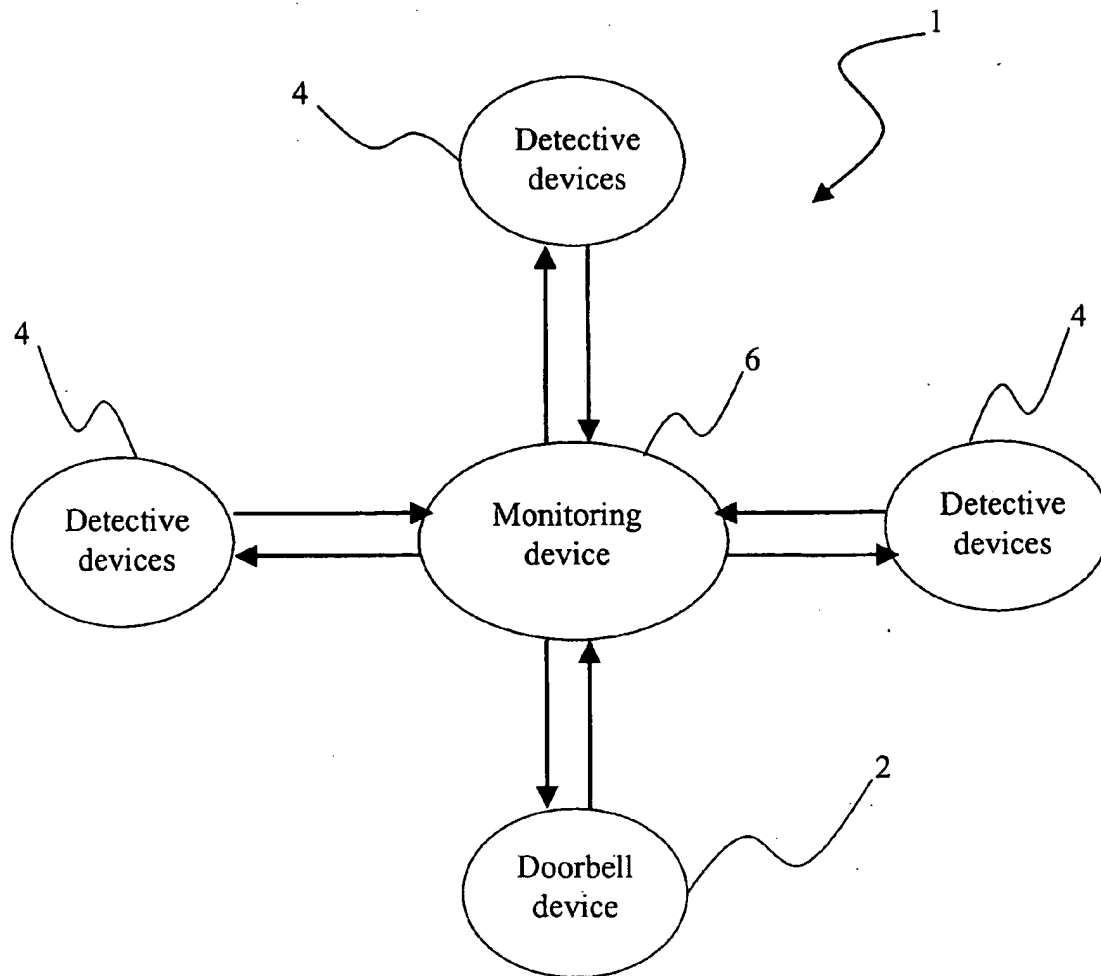 1
4
Detective
devices
4
4
6
Detective
devices
Monitoring
device
Detective
devices
2
Doorbell
device